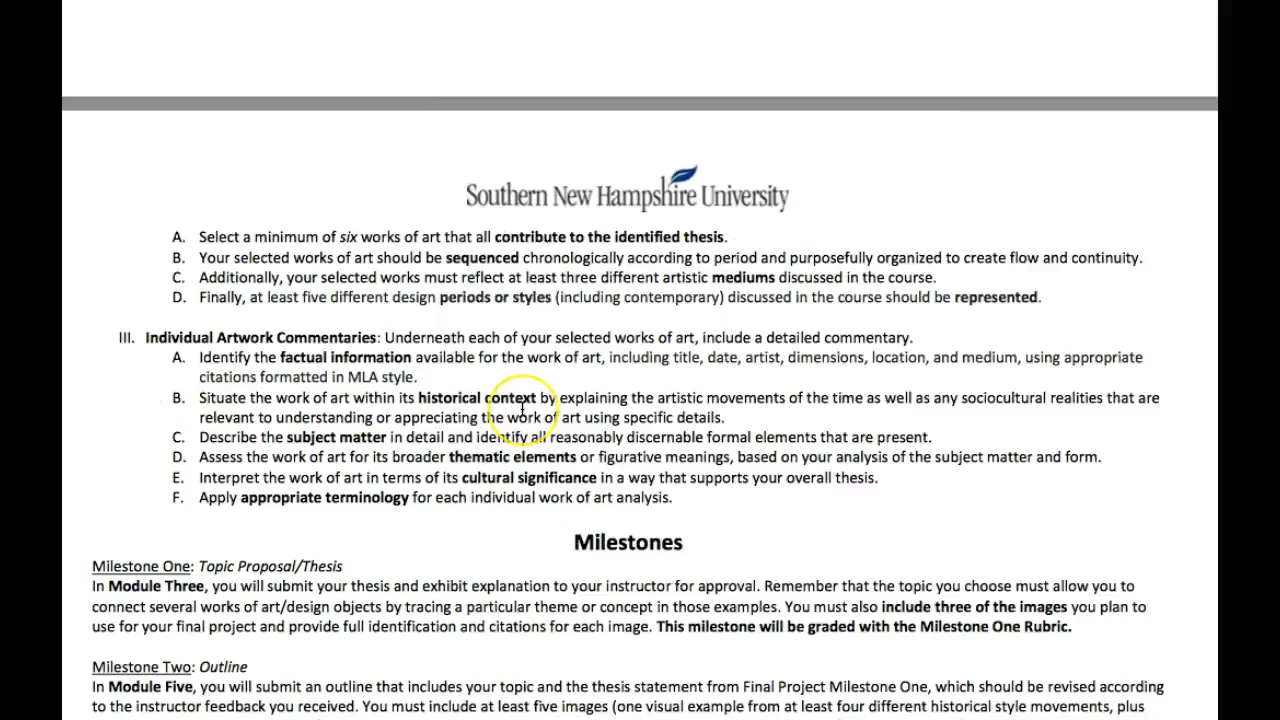 Southern New Hampshire University
A. Select a minimum of six works of art that all contribute to the identified thesis.
B. Your selected works of art should be sequenced chronologically according to period and purposefully organized to create flow and continuity.
C. Additionally, your selected works must reflect at least three different artistic mediums discussed in the course.
D. Finally, at least five different design periods or styles (including contemporary) discussed in the course should be represented.
III. Individual Artwork Commentaries: Underneath each of your selected works of art, include a detailed commentary.
A. Identify the factual information available for the work of art, including title, date, artist, dimensions, location, and medium, using appropriate
citations formatted in MLA style.
B. Situate the work of art within its historical context by explaining the artistic movements of the time as well as any sociocultural realities that are
relevant to understanding or appreciating the work of art using specific details.
C. Describe the subject matter in detail and identify all reasonably discernable formal elements that are present.
D. Assess the work of art for its broader thematic elements or figurative meanings, based on your analysis of the subject matter and form.
E. Interpret the work of art in terms of its cultural significance in a way that supports your overall thesis.
F. Apply appropriate terminology for each individual work of art analysis.
Milestones
Milestone One: Topic Proposal/Thesis
In Module Three, you will submit your thesis and exhibit explanation to your instructor for approval. Remember that the topic you choose must allow you to
connect several works of art/design objects by tracing a particular theme or concept in those examples. You must also include three of the images you plan to
use for your final project and provide full identification and citations for each image. This milestone will be graded with the Milestone One Rubric.
Milestone Two: Outline
In Module Five, you will submit an outline that includes your topic and the thesis statement from Final Project Milestone One, which should be revised according
to the instructor feedback you received. You must include at least five images (one visual example from at least four different historical style movements, plus